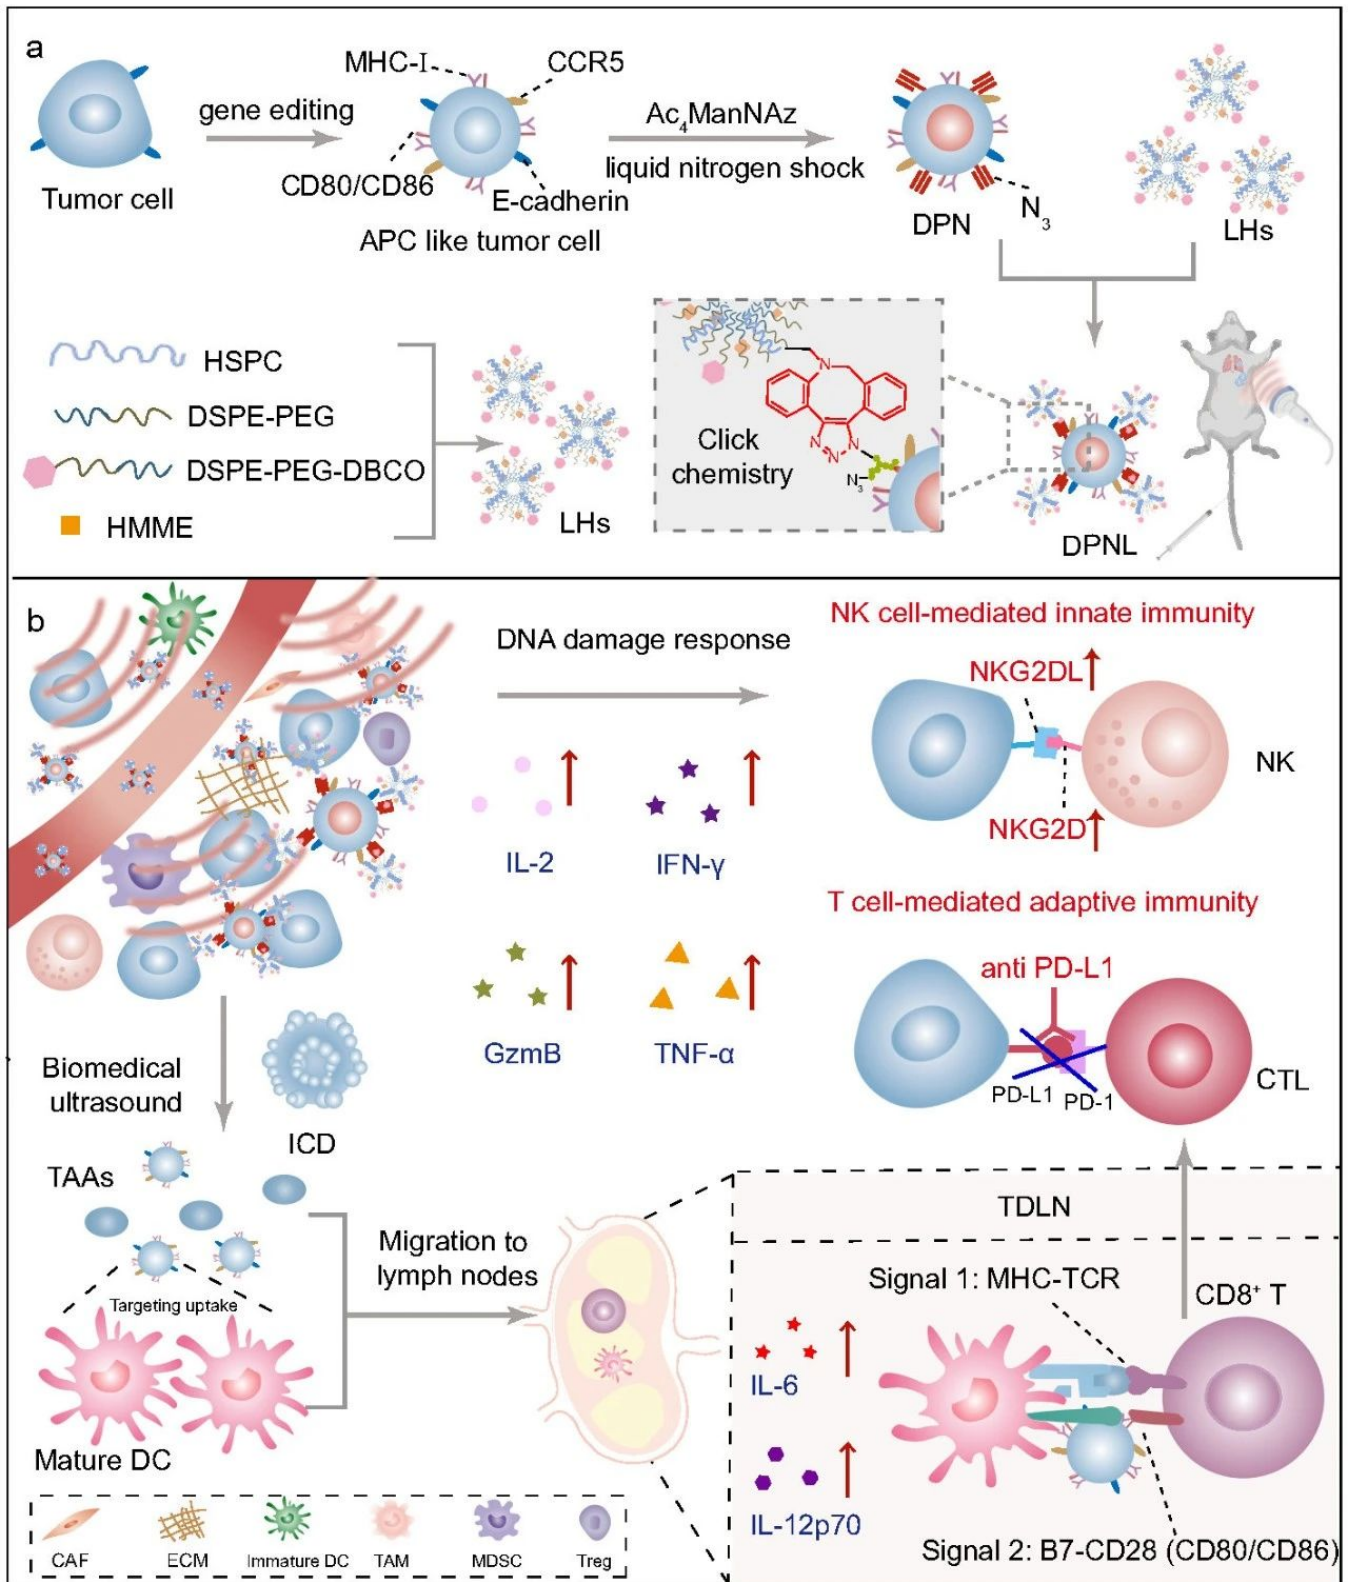 a
MHC-I
CCR5
gene editing
Ac₄ManNAz
liquid nitrogen shock
CD80/CD86
E-cadherin
Tumor cell
APC like tumor cell
DPN
N₃
LHs
HSPC
DSPE-PEG
DSPE-PEG-DBCO
HMME
LHs
Click
chemistry
N
N
N
N
N₃
DPNL
b
DNA damage response
NK cell-mediated innate immunity
NKG2DL
NK
NKG2D
IL-2
IFN-γ
T cell-mediated adaptive immunity
anti PD-L1
GzmB
TNF-α
PD-L1
PD-1
CTL
Biomedical
ultrasound
ICD
TAAs
Targeting uptake
Mature DC
Migration to
lymph nodes
TDLN
Signal 1: MHC-TCR
CD8⁺ T
IL-6
IL-12p70
Signal 2: B7-CD28 (CD80/CD86)
CAF
ECM
Immature DC
TAM
MDSC
Treg